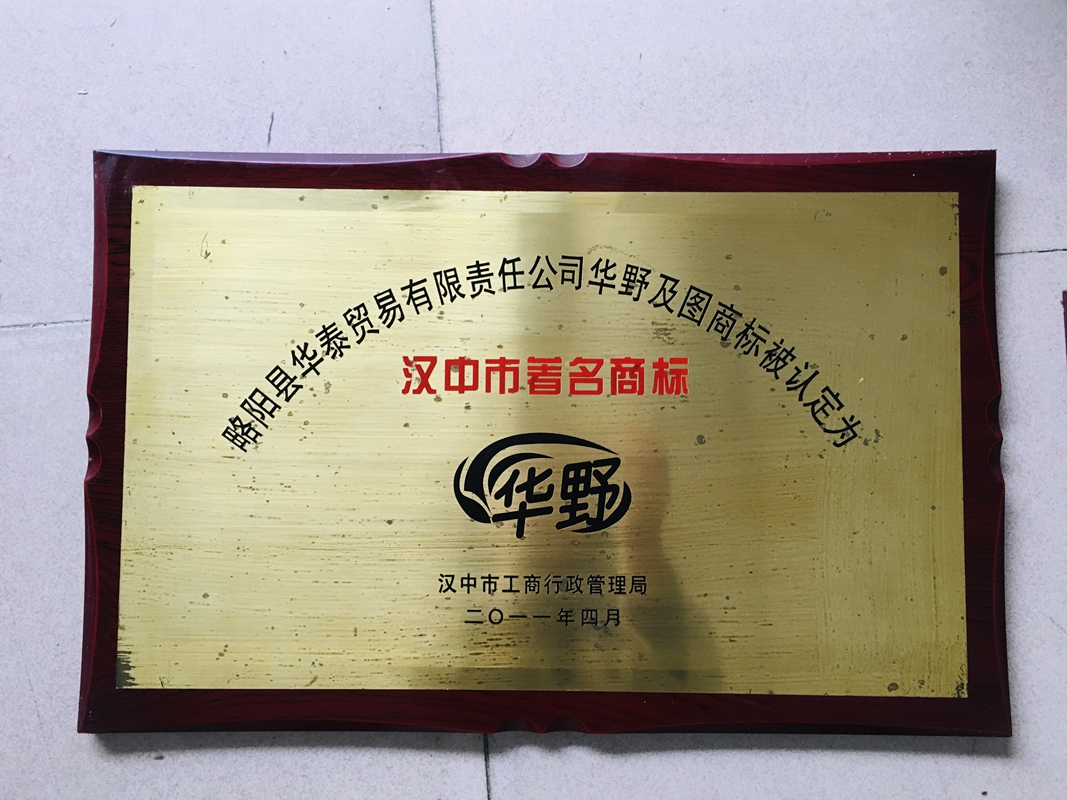 略阳县华泰贸易有限责任公司华野及图商标被认定为
汉中市著名商标
华野
汉中市工商行政管理局
二〇一一年四月